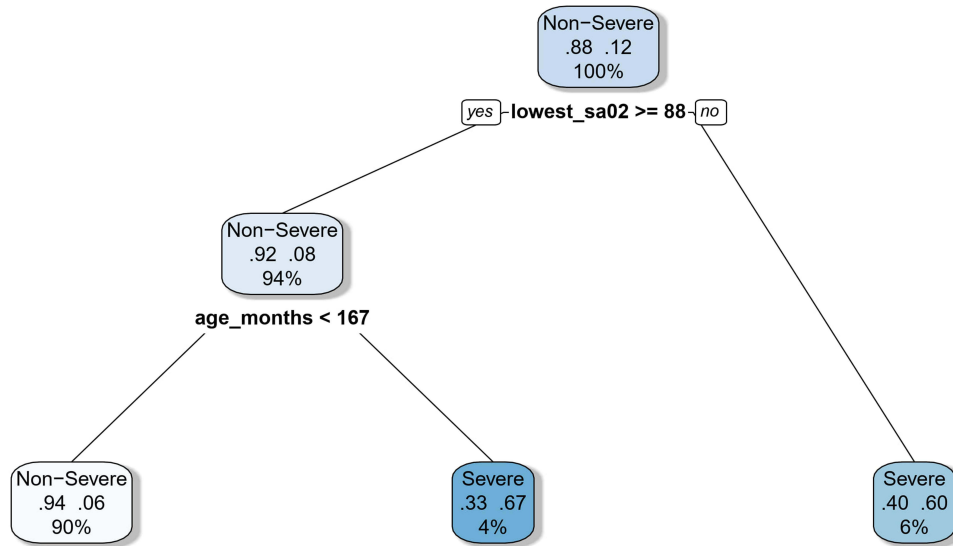 Non−Severe
.88 .12
100%
yes lowest_sa02 >= 88 no
Non−Severe
.92 .08
94%
age_months < 167
Non−Severe
.94 .06
90%
Severe
.33 .67
4%
Severe
.40 .60
6%